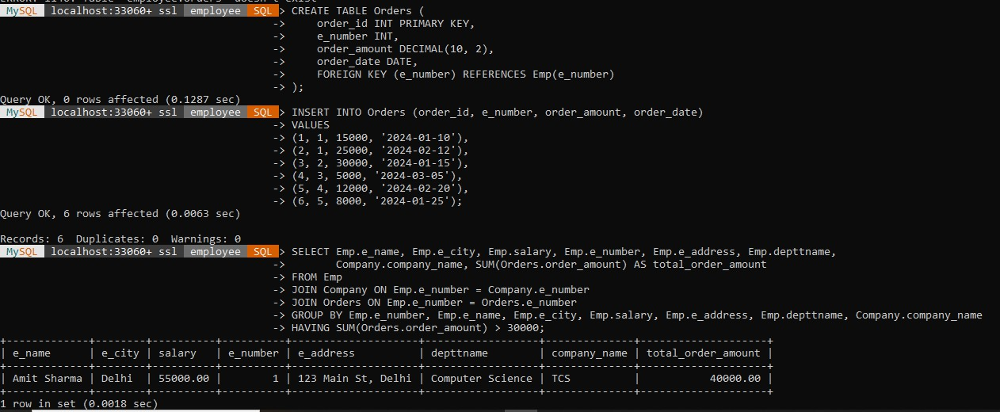 MySQL localhost:33060+ ssl employee SQL > CREATE TABLE Orders (
-> order_id INT PRIMARY KEY,
-> e_number INT,
-> order_amount DECIMAL(10, 2),
-> order_date DATE,
-> FOREIGN KEY (e_number) REFERENCES Emp(e_number)
-> );
Query OK, 0 rows affected (0.1287 sec)
MySQL localhost:33060+ ssl employee SQL > INSERT INTO Orders (order_id, e_number, order_amount, order_date)
-> VALUES
-> (1, 1, 15000, '2024-01-10'),
-> (2, 1, 25000, '2024-02-12'),
-> (3, 2, 30000, '2024-01-15'),
-> (4, 3, 5000, '2024-03-05'),
-> (5, 4, 12000, '2024-02-20'),
-> (6, 5, 8000, '2024-01-25');
Query OK, 6 rows affected (0.0063 sec)
Records: 6 Duplicates: 0 Warnings: 0
MySQL localhost:33060+ ssl employee SQL > SELECT Emp.e_name, Emp.e_city, Emp.salary, Emp.e_number, Emp.e_address, Emp.depttname,
-> Company.company_name, SUM(Orders.order_amount) AS total_order_amount
-> FROM Emp
-> JOIN Company ON Emp.e_number = Company.e_number
-> JOIN Orders ON Emp.e_number = Orders.e_number
-> GROUP BY Emp.e_number, Emp.e_name, Emp.e_city, Emp.salary, Emp.e_address, Emp.depttname, Company.company_name
-> HAVING SUM(Orders.order_amount) > 30000;
+-------------+--------+----------+----------+--------------------+------------------+--------------+--------------------+
| e_name | e_city | salary | e_number | e_address | depttname | company_name | total_order_amount |
+-------------+--------+----------+----------+--------------------+------------------+--------------+--------------------+
| Amit Sharma | Delhi | 55000.00 | 1 | 123 Main St, Delhi | Computer Science | TCS | 40000.00 |
+-------------+--------+----------+----------+--------------------+------------------+--------------+--------------------+
1 row in set (0.0018 sec)